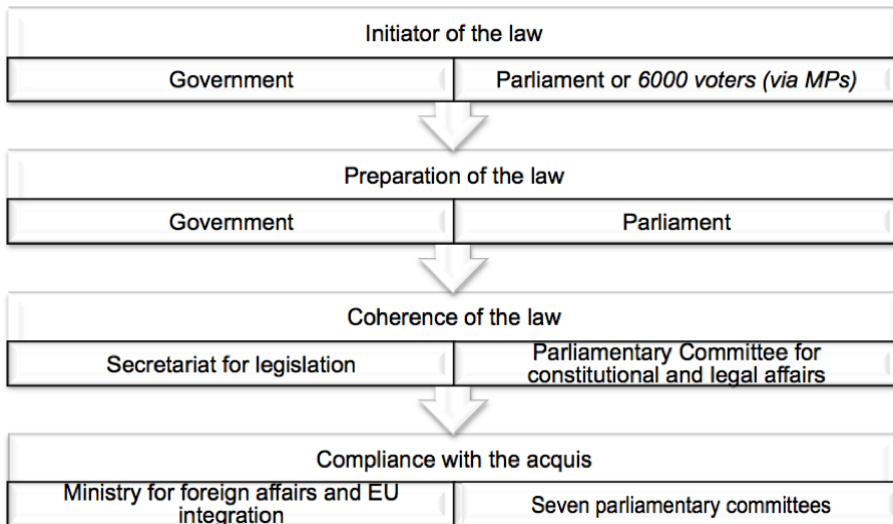 Initiator of the law
Government
Parliament or 6000 voters (via MPs)
Preparation of the law
Government
Parliament
Coherence of the law
Secretariat for legislation
Parliamentary Committee for
constitutional and legal affairs
Compliance with the acquis
Ministry for foreign affairs and EU
integration
Seven parliamentary committees